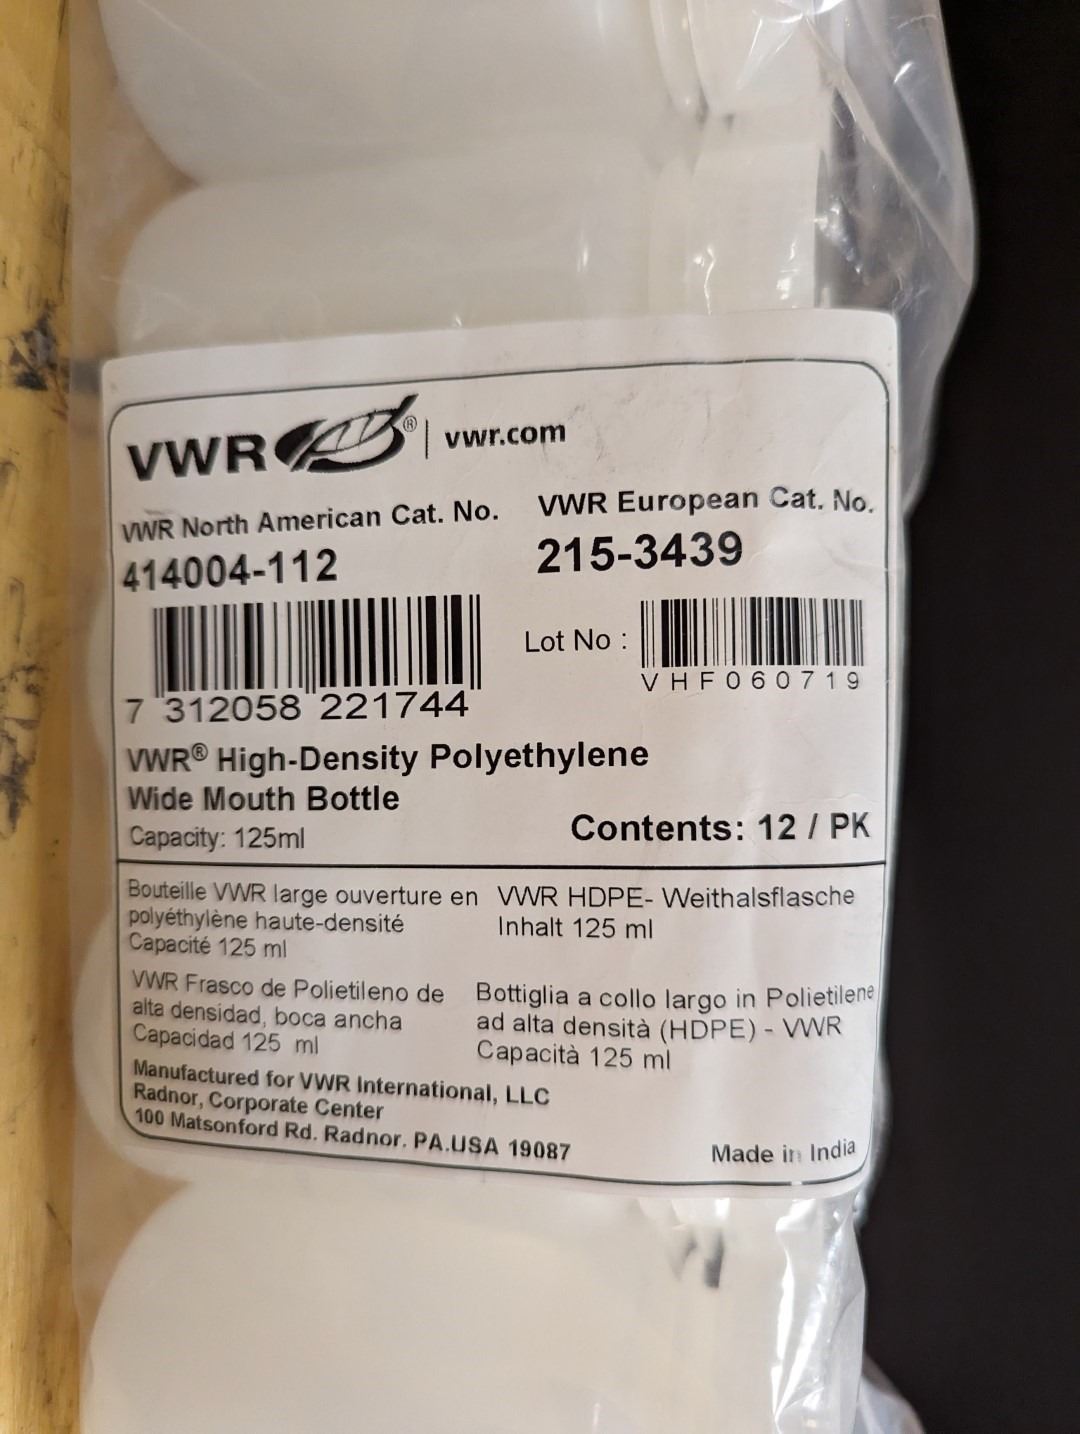 VWR® | vwr.com
VWR North American Cat. No.
414004-112
VWR European Cat. No.
215-3439
7 312058 221744
Lot No :
VHF060719
VWR® High-Density Polyethylene
Wide Mouth Bottle
Capacity: 125ml
Contents: 12 / PK
Bouteille VWR large ouverture en
polyéthylène haute-densité
Capacité 125 ml
VWR HDPE- Weithalsflasche
Inhalt 125 ml
VWR Frasco de Polietileno de
alta densidad, boca ancha
Capacidad 125 ml
Bottiglia a collo largo in Polietilene
ad alta densità (HDPE) - VWR
Capacità 125 ml
Manufactured for VWR International, LLC
Radnor, Corporate Center
100 Matsonford Rd. Radnor. PA.USA 19087
Made in India